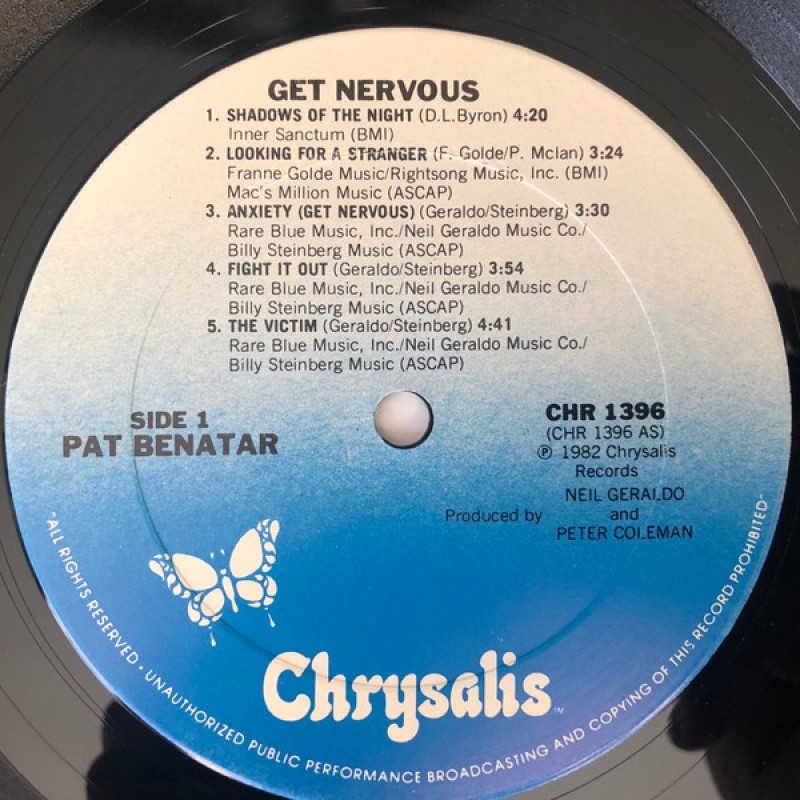 GET NERVOUS
1. SHADOWS OF THE NIGHT (D.L.Byron) 4:20
Inner Sanctum (BMI)
2. LOOKING FOR A STRANGER (F. Golde/P. McIan) 3:24
Franne Golde Music/Rightsong Music, Inc. (BMI)
Mac's Million Music (ASCAP)
3. ANXIETY (GET NERVOUS) (Geraldo/Steinberg) 3:30
Rare Blue Music, Inc./Neil Geraldo Music Co./
Billy Steinberg Music (ASCAP)
4. FIGHT IT OUT (Geraldo/Steinberg) 3:54
Rare Blue Music, Inc./Neil Geraldo Music Co./
Billy Steinberg Music (ASCAP)
5. THE VICTIM (Geraldo/Steinberg) 4:41
Rare Blue Music, Inc./Neil Geraldo Music Co./
Billy Steinberg Music (ASCAP)
SIDE 1
PAT BENATAR
CHR 1396
(CHR 1396 AS)
℗ 1982 Chrysalis
Records
NEIL GERALDO
Produced by and
PETER COLEMAN
Chrysalis™
"ALL RIGHTS RESERVED • UNAUTHORIZED PUBLIC PERFORMANCE BROADCASTING AND COPYING OF THIS RECORD PROHIBITED"